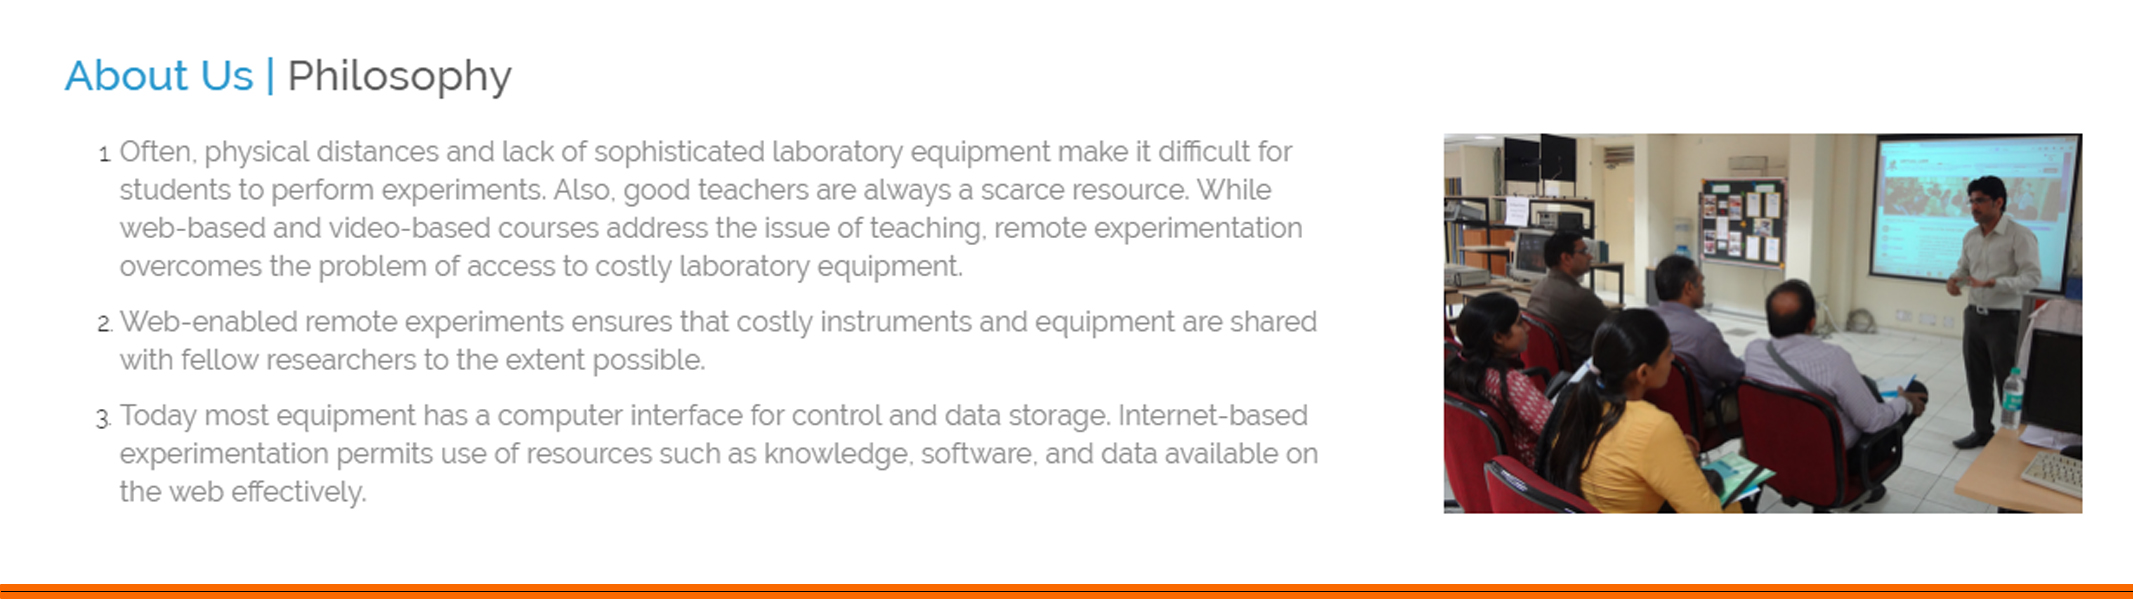 About Us | Philosophy
1. Often, physical distances and lack of sophisticated laboratory equipment make it difficult for
students to perform experiments. Also, good teachers are always a scarce resource. While
web-based and video-based courses address the issue of teaching, remote experimentation
overcomes the problem of access to costly laboratory equipment.
2. Web-enabled remote experiments ensures that costly instruments and equipment are shared
with fellow researchers to the extent possible.
3. Today most equipment has a computer interface for control and data storage. Internet-based
experimentation permits use of resources such as knowledge, software, and data available on
the web effectively.